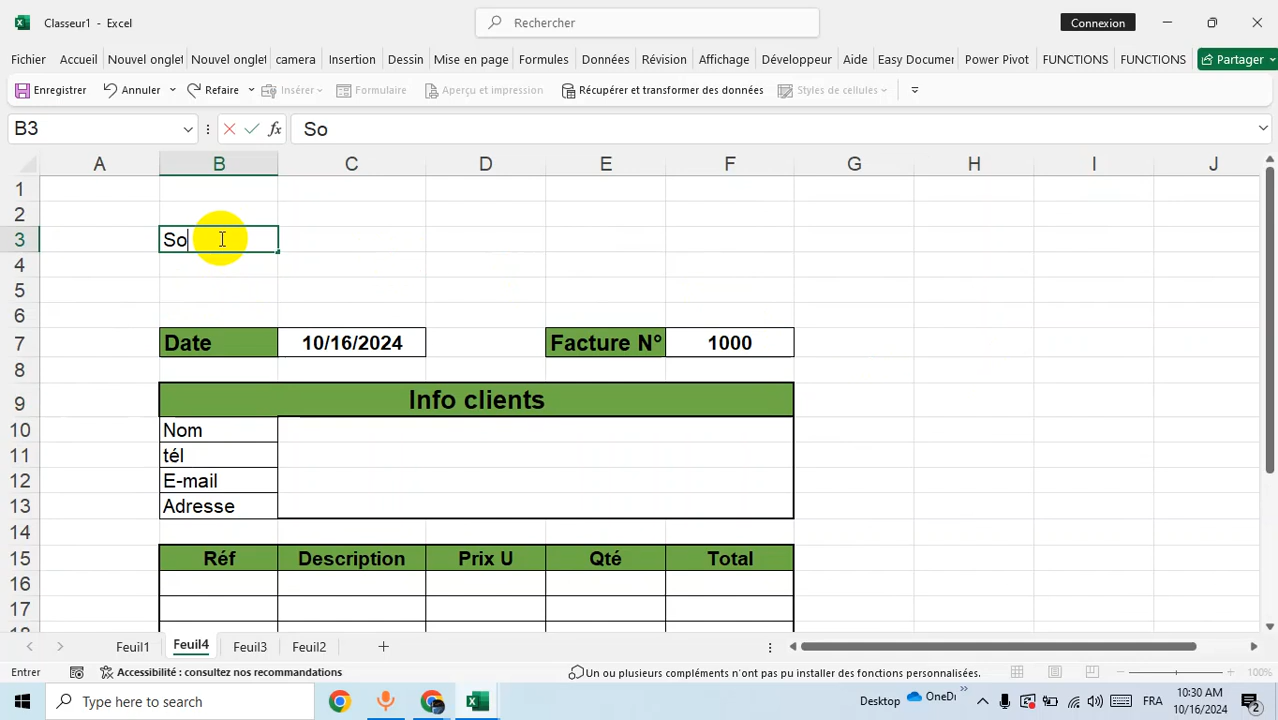 Classeur1 - Excel
Rechercher
Connexion
Fichier Accueil Nouvel onglet Nouvel onglet camera Insertion Dessin Mise en page Formules Données Révision Affichage Développeur Aide Easy Documen Power Pivot FUNCTIONS FUNCTIONS Partager
Enregistrer Annuler Refaire Insérer Formulaire Aperçu et impression Récupérer et transformer des données Styles de cellules
B3 fx So
A B C D E F G H I J
1
2
3 So
4
5
6
7 Date 10/16/2024 Facture N° 1000
8
9 Info clients
10 Nom
11 tél
12 E-mail
13 Adresse
14
15 Réf Description Prix U Qté Total
16
17
Feuil1 Feuil4 Feuil3 Feuil2
Entrer Accessibilité : consultez nos recommandations Un ou plusieurs compléments n'ont pas pu installer des fonctions personnalisées. 100%
Type here to search Desktop OneDri FRA 10:30 AM
10/16/2024 2